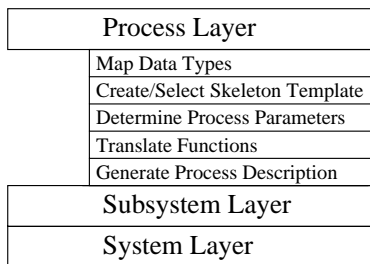 Process Layer
Map Data Types
Create/Select Skeleton Template
Determine Process Parameters
Translate Functions
Generate Process Description
Subsystem Layer
System Layer